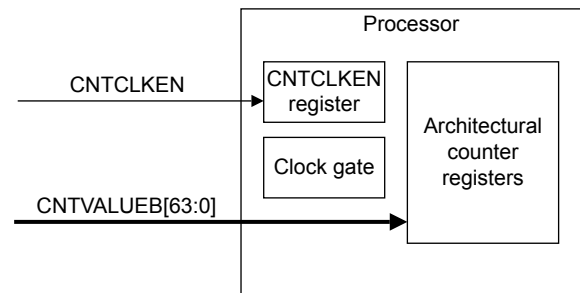 Processor
CNTCLKEN
CNTCLKEN
register
Architectural
counter
registers
Clock gate
CNTVALUEB[63:0]